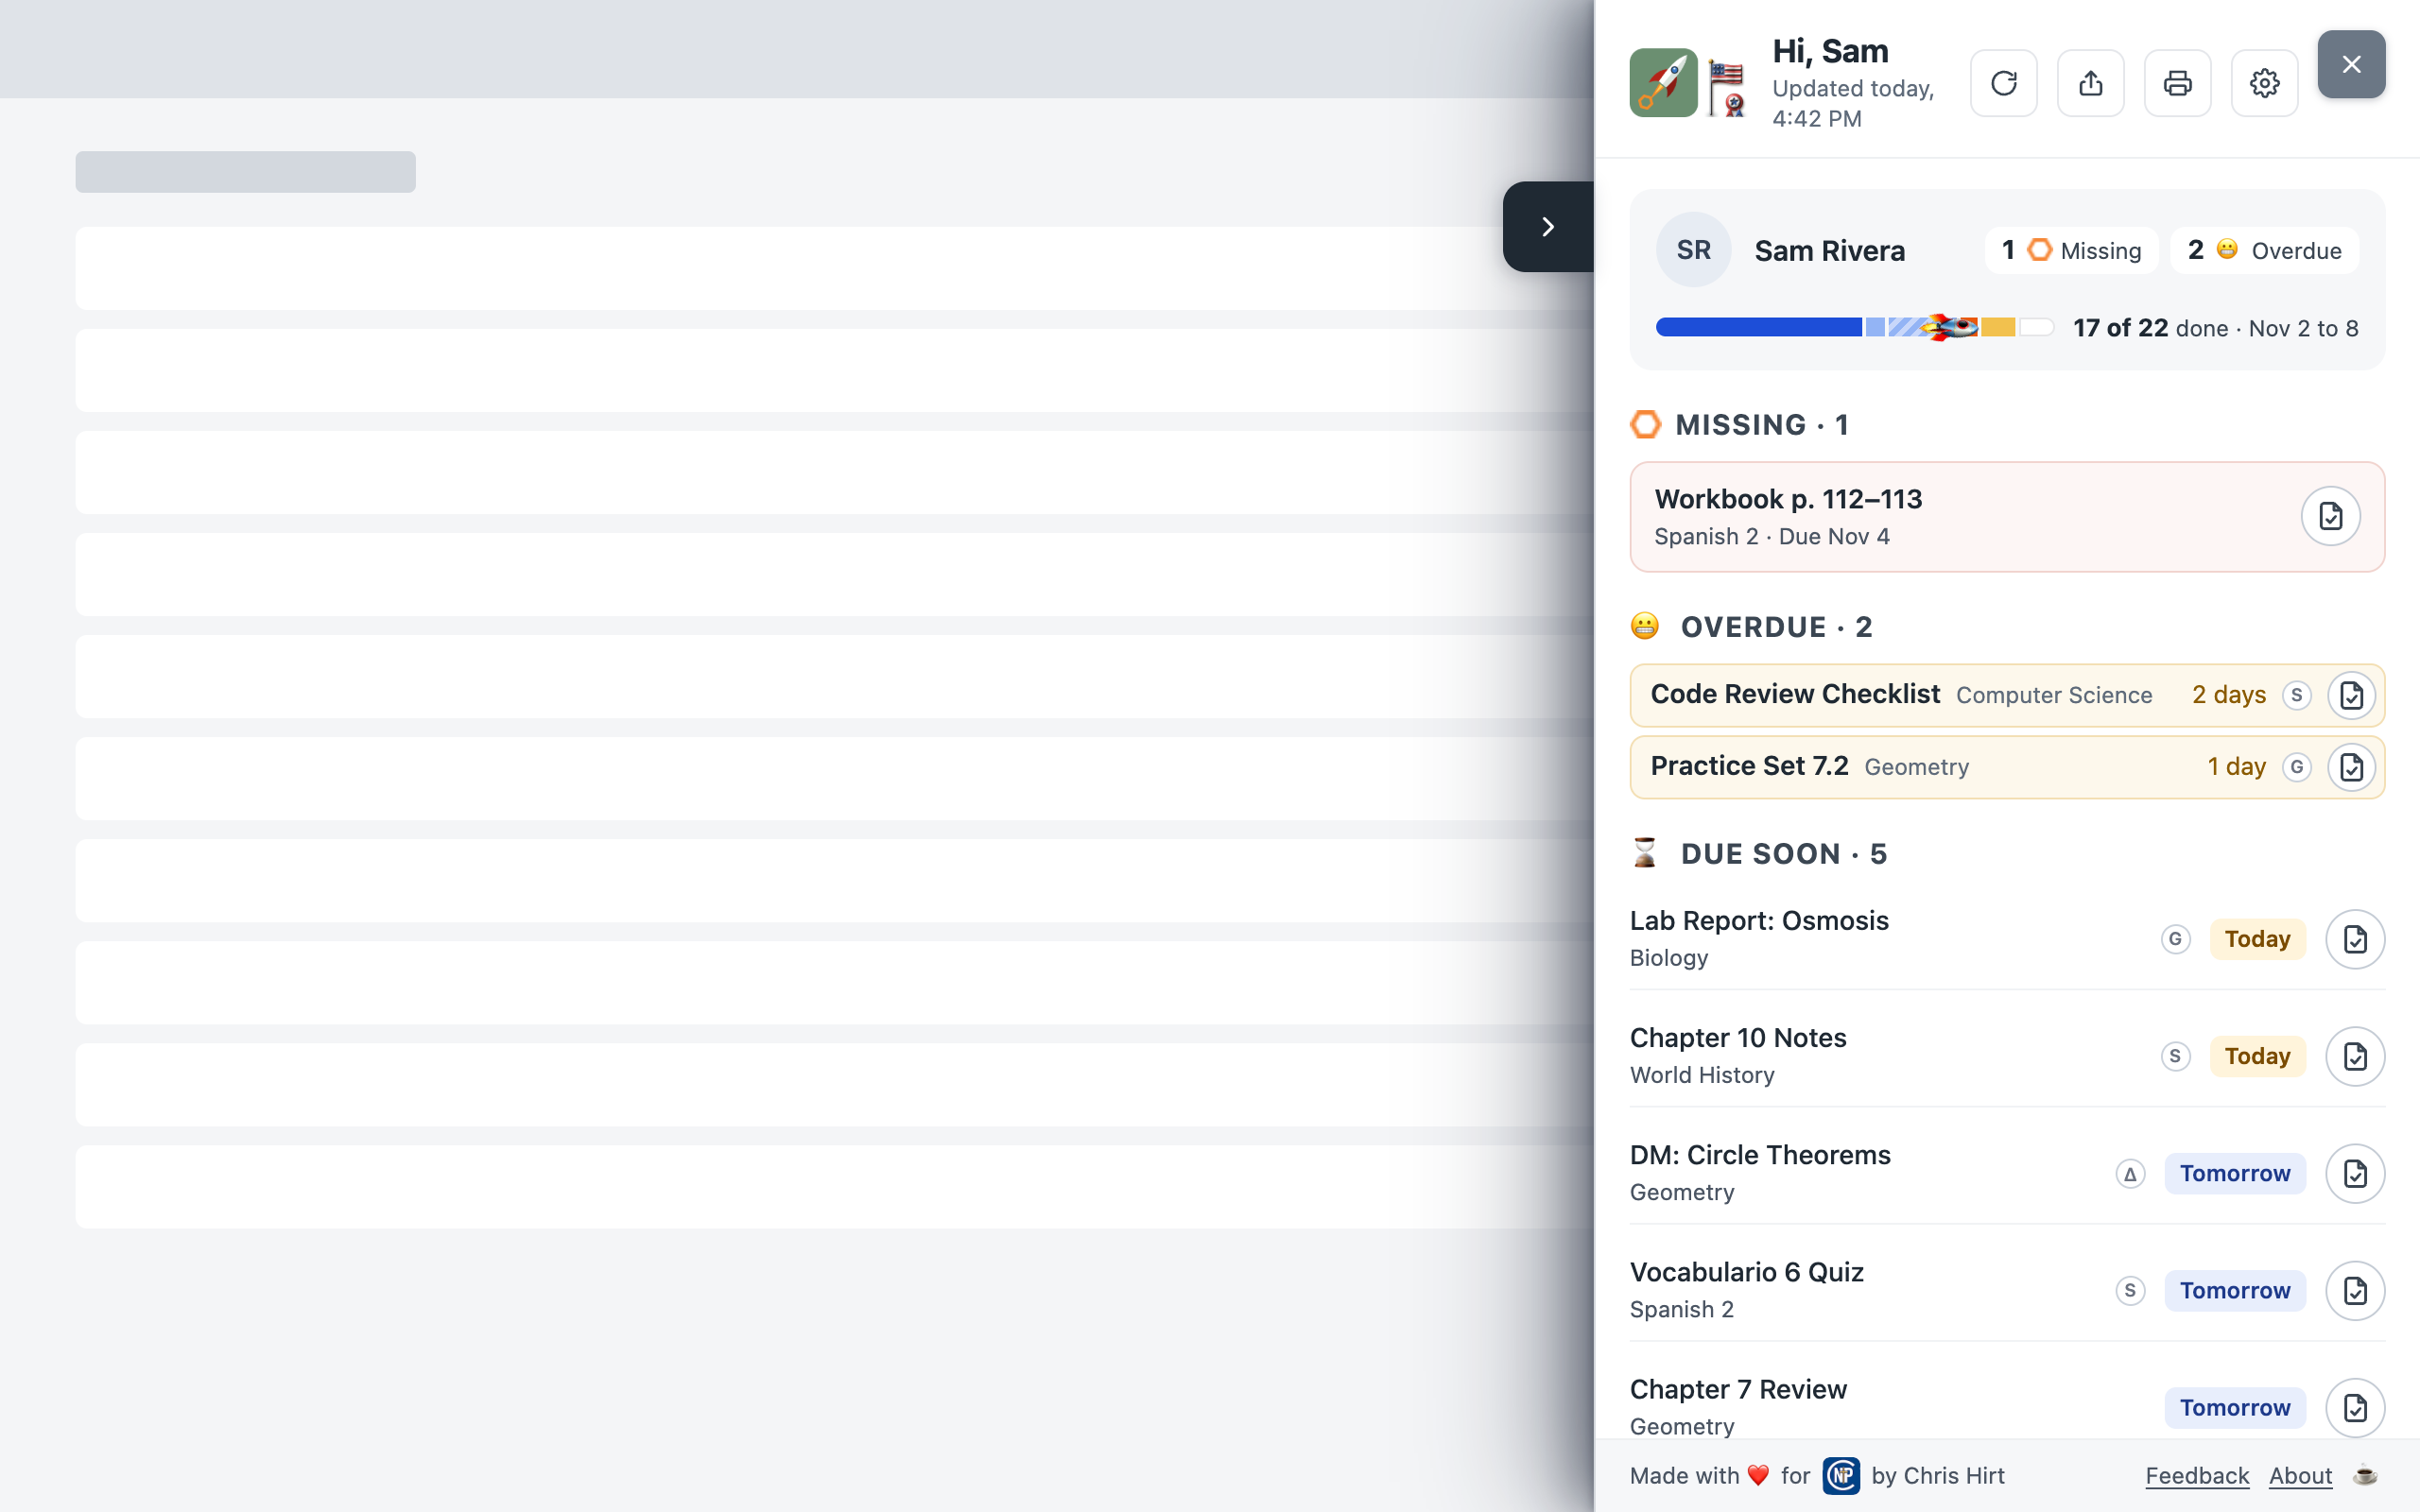 Hi, Sam
Updated today,
4:42 PM
SR
Sam Rivera
1 Missing
2 Overdue
17 of 22 done · Nov 2 to 8
MISSING · 1
Workbook p. 112–113
Spanish 2 · Due Nov 4
OVERDUE · 2
Code Review Checklist Computer Science 2 days S
Practice Set 7.2 Geometry 1 day G
DUE SOON · 5
Lab Report: Osmosis
Biology
G Today
Chapter 10 Notes
World History
S Today
DM: Circle Theorems
Geometry
Δ Tomorrow
Vocabulario 6 Quiz
Spanish 2
S Tomorrow
Chapter 7 Review
Geometry
Tomorrow
Made with ❤️ for NP by Chris Hirt
Feedback About